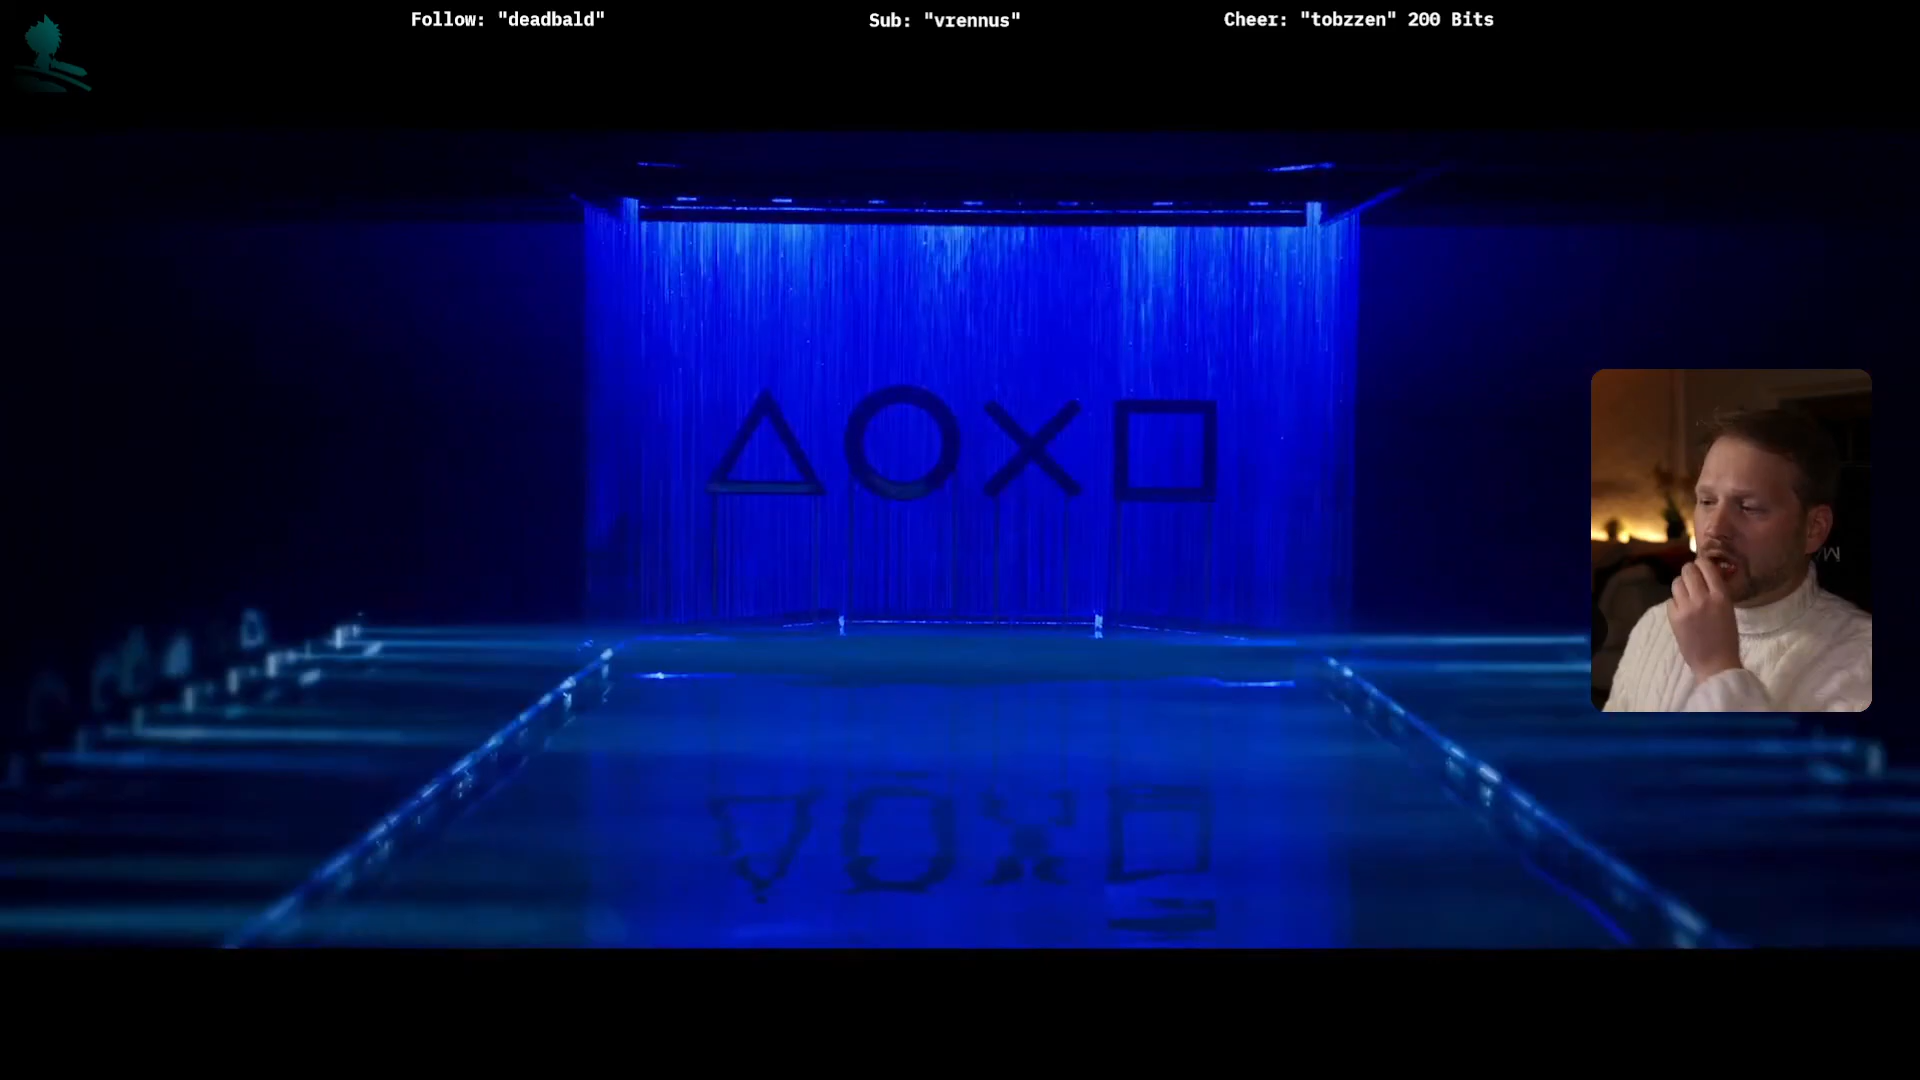 Follow: "deadbald"
Sub: "vrennus"
Cheer: "tobzzen" 200 Bits